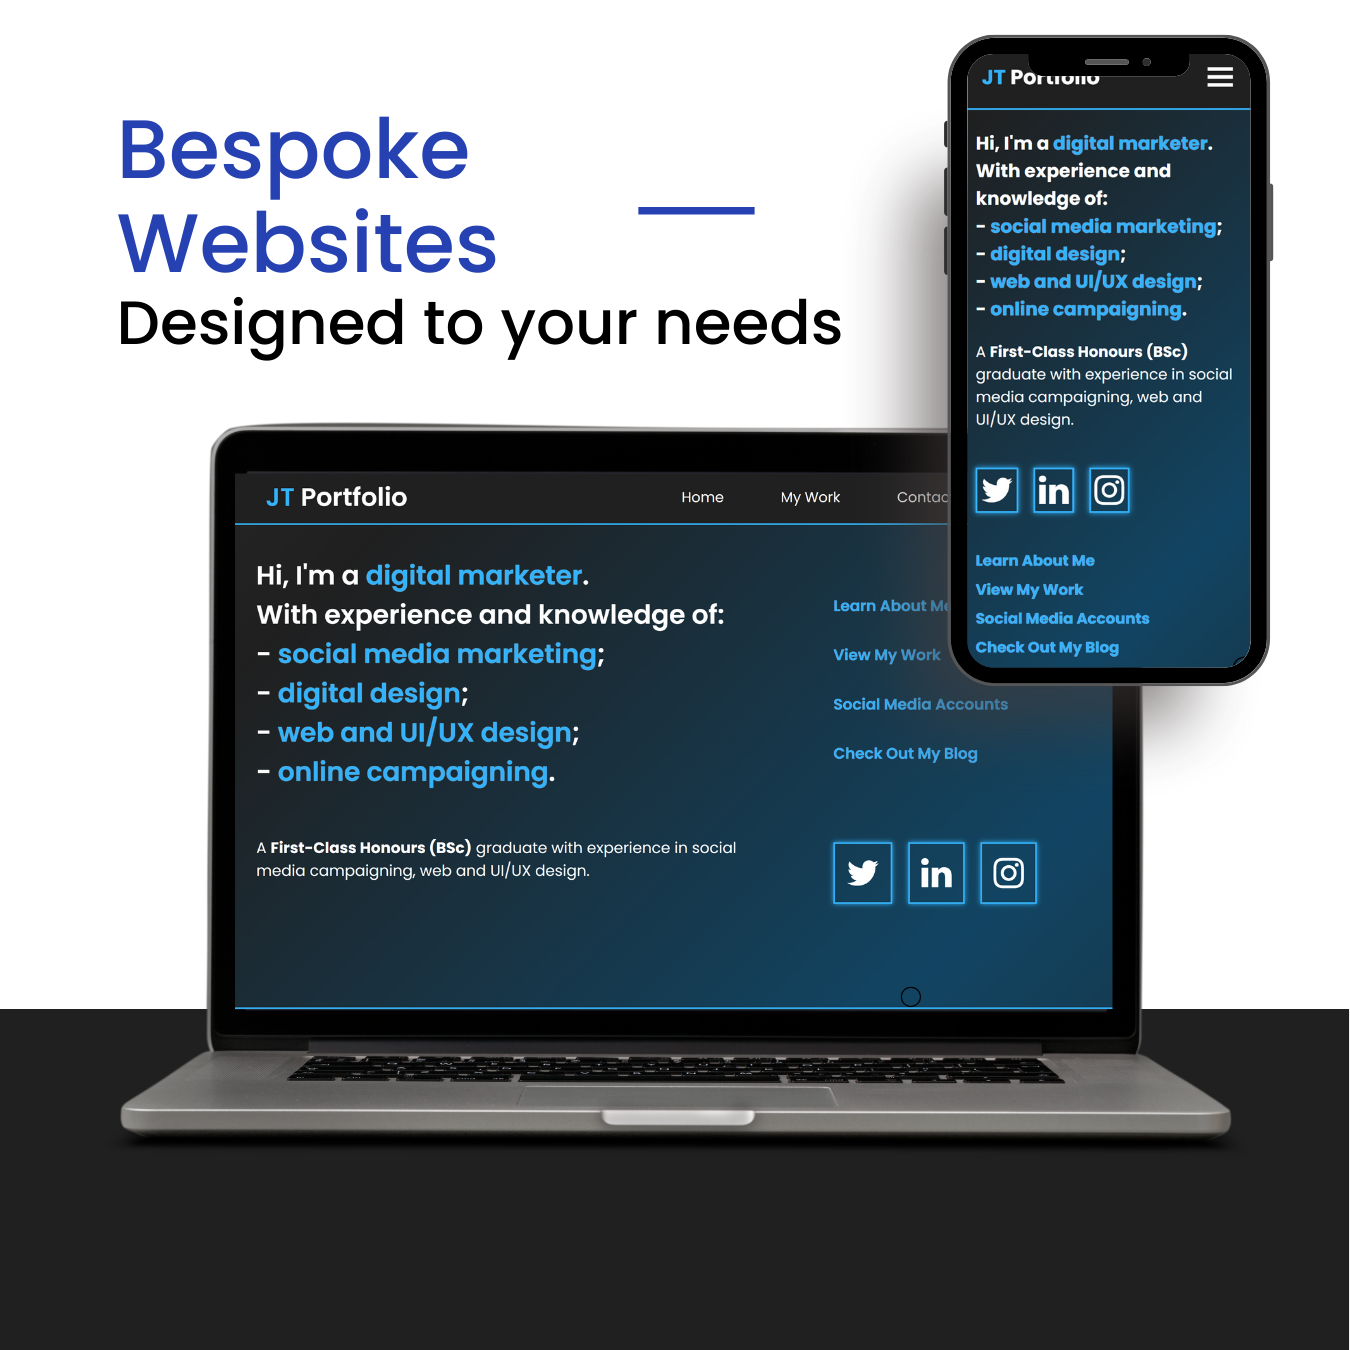 Bespoke
Websites
Designed to your needs
JT Portfolio
Home
My Work
Hi, I'm a digital marketer.
With experience and knowledge of:
- social media marketing;
- digital design;
- web and UI/UX design;
- online campaigning.
A First-Class Honours (BSc) graduate with experience in social
media campaigning, web and UI/UX design.
Learn About Me
View My Work
Social Media Accounts
Check Out My Blog
in
JT Portfolio
Hi, I'm a digital marketer.
With experience and
knowledge of:
- social media marketing;
- digital design;
- web and UI/UX design;
- online campaigning.
A First-Class Honours (BSc)
graduate with experience in social
media campaigning, web and
UI/UX design.
in
Learn About Me
View My Work
Social Media Accounts
Check Out My Blog